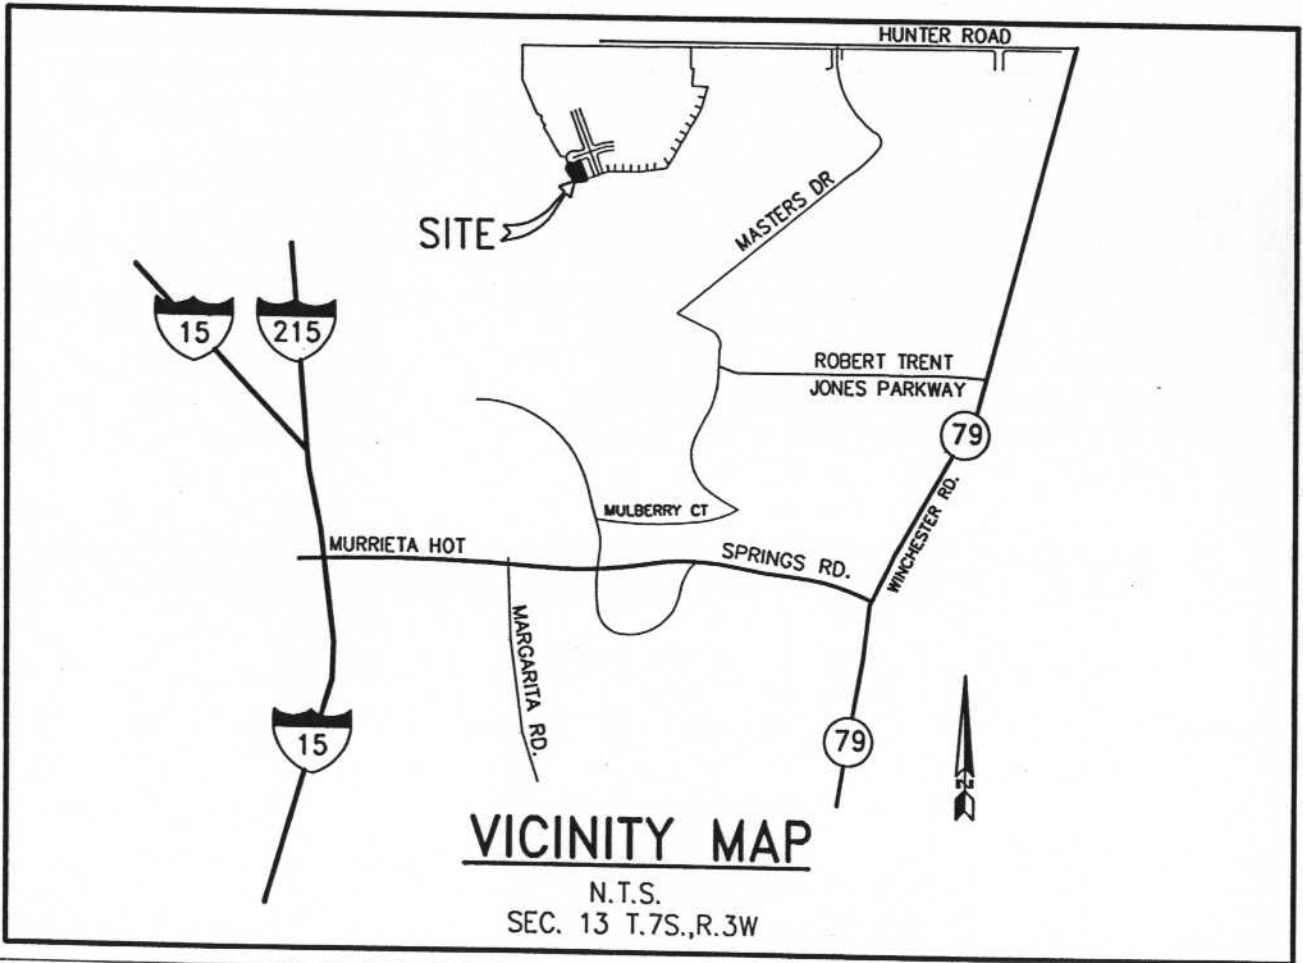 HUNTER ROAD
MASTERS DR
SITE
15
215
ROBERT TRENT
JONES PARKWAY
79
MULBERRY CT
WINCHESTER RD.
MURRIETA HOT
SPRINGS RD.
MARGARITA RD.
15
79
N
VICINITY MAP
N.T.S.
SEC. 13 T.7S.,R.3W